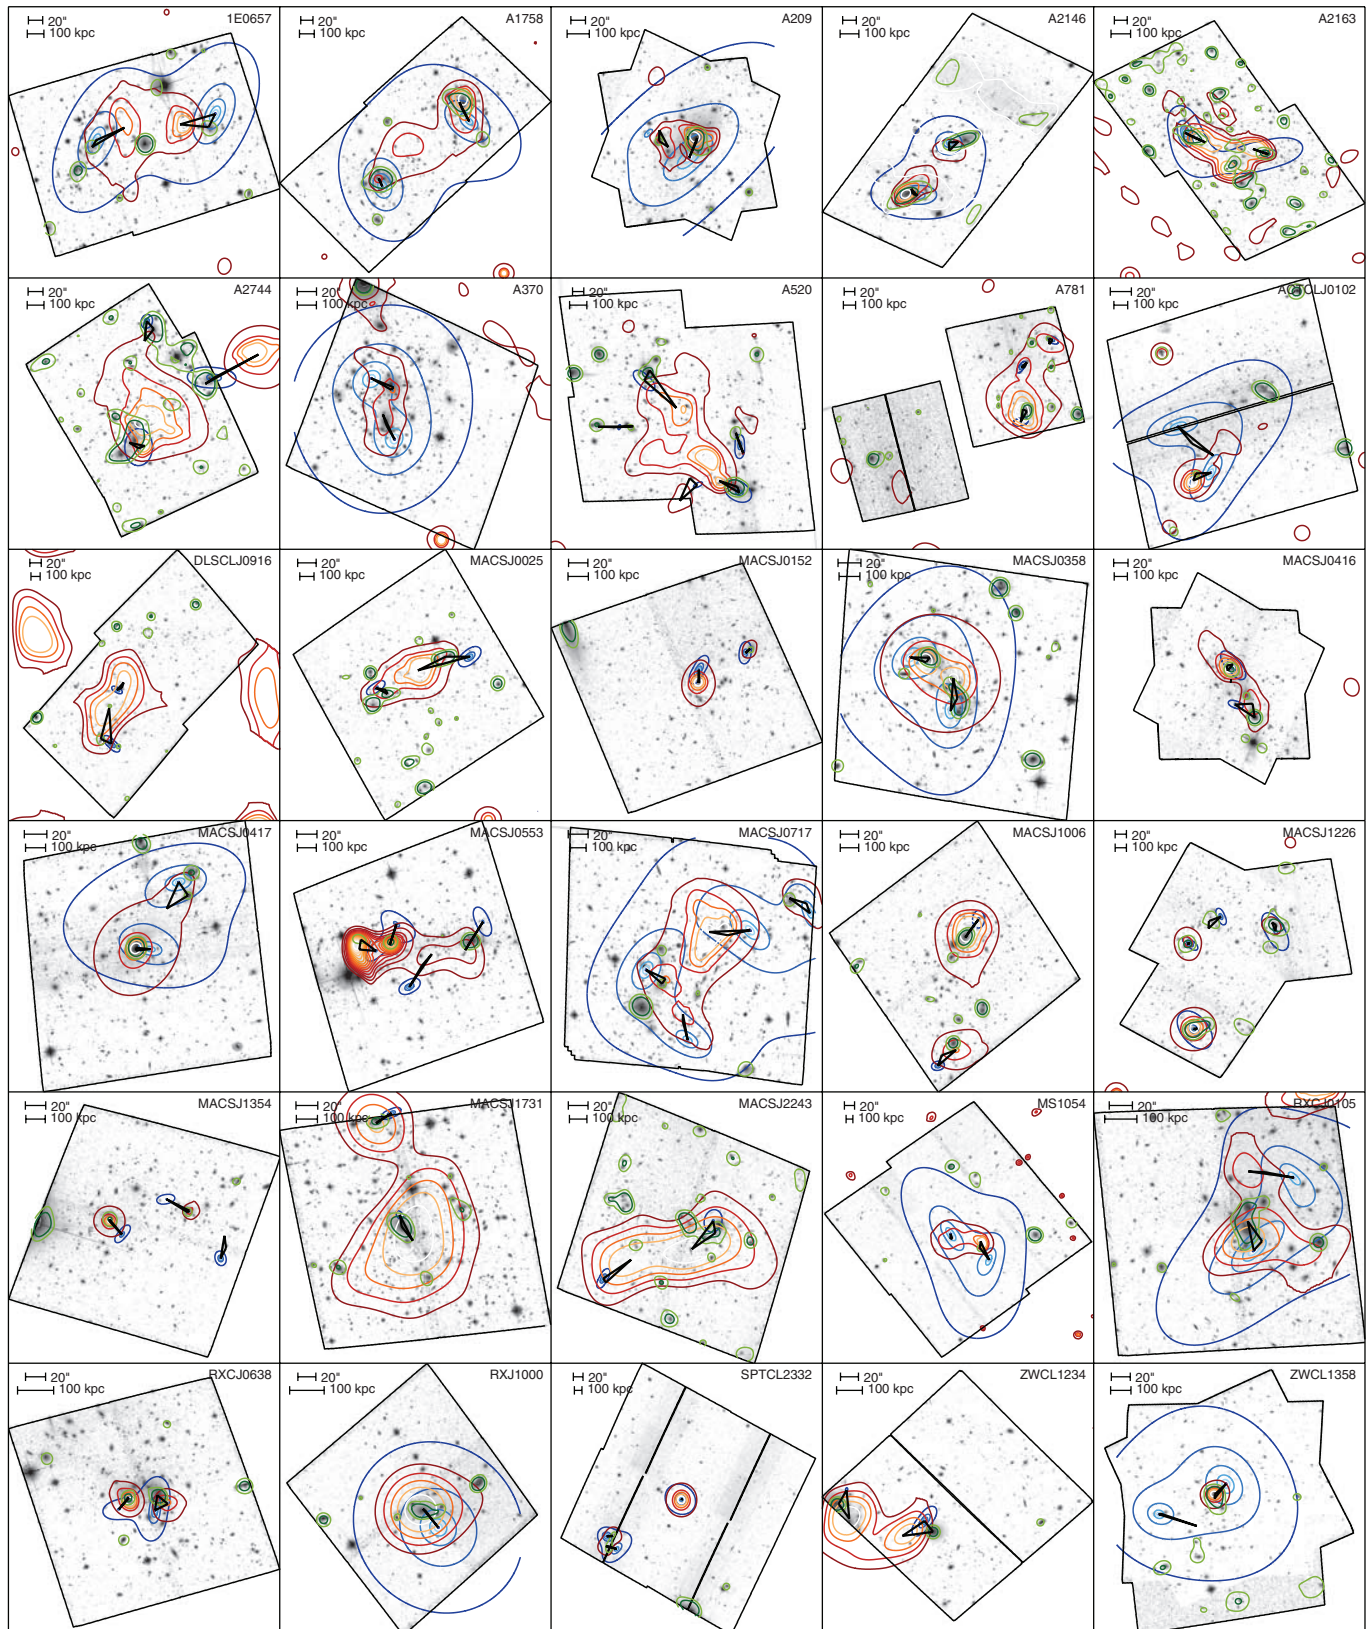 1E0657
20"
100 kpc
A1758
20"
100 kpc
A209
20"
100 kpc
A2146
20"
100 kpc
A2163
20"
100 kpc
A2744
20"
100 kpc
A370
20"
100 kpc
A520
20"
100 kpc
A781
20"
100 kpc
ACTCLJ0102
20"
100 kpc
DLSCLJ0916
20"
100 kpc
MACSJ0025
20"
100 kpc
MACSJ0152
20"
100 kpc
MACSJ0358
20"
100 kpc
MACSJ0416
20"
100 kpc
MACSJ0417
20"
100 kpc
MACSJ0553
20"
100 kpc
MACSJ0717
20"
100 kpc
MACSJ1006
20"
100 kpc
MACSJ1226
20"
100 kpc
MACSJ1354
20"
100 kpc
MACSJ1731
20"
100 kpc
MACSJ2243
20"
100 kpc
MS1054
20"
100 kpc
RXCJ0105
20"
100 kpc
RXCJ0638
20"
100 kpc
RXJ1000
20"
100 kpc
SPTCL2332
20"
100 kpc
ZWCL1234
20"
100 kpc
ZWCL1358
20"
100 kpc